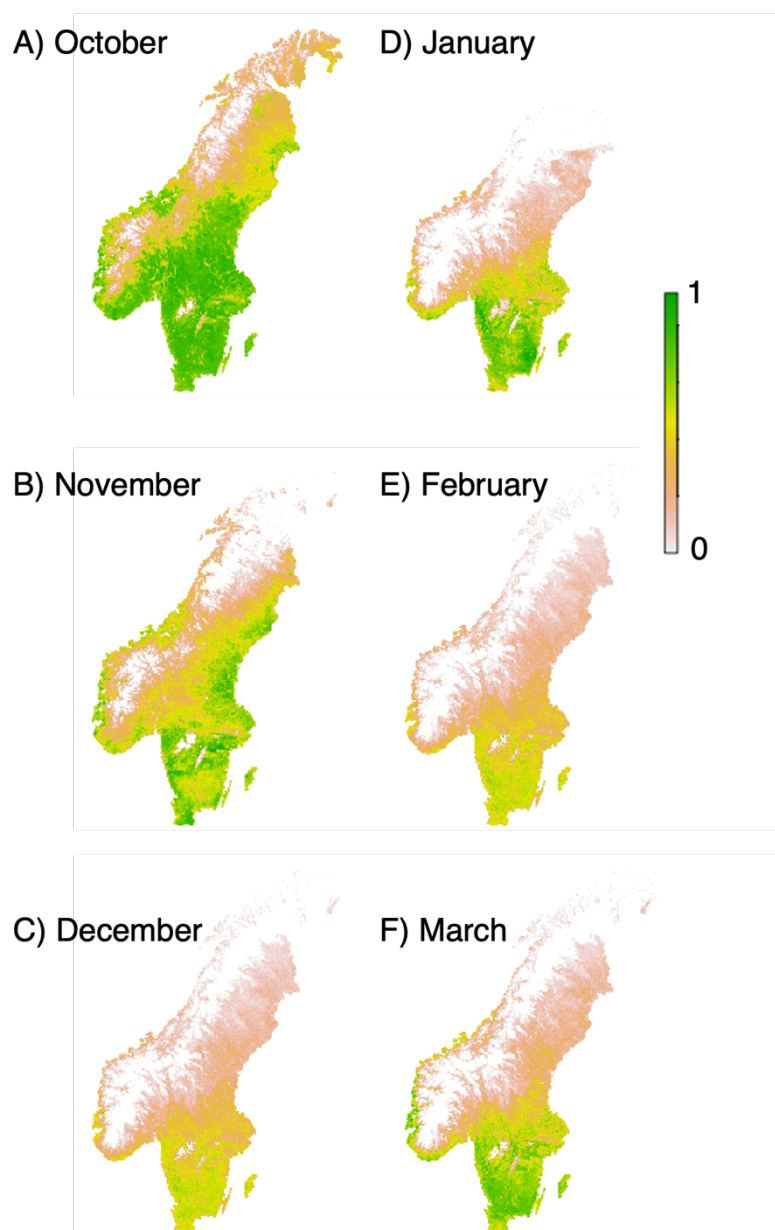 A) October
D) January
1
0
B) November
E) February
C) December
F) March